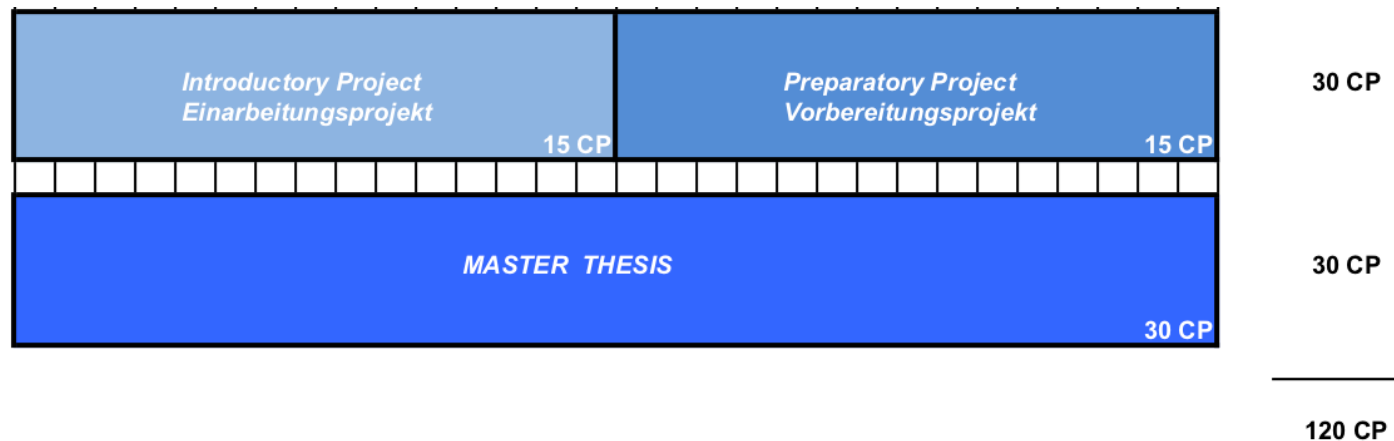 Introductory Project
Einarbeitungsprojekt
15 CP
Preparatory Project
Vorbereitungsprojekt
15 CP
30 CP
MASTER THESIS
30 CP
30 CP
120 CP